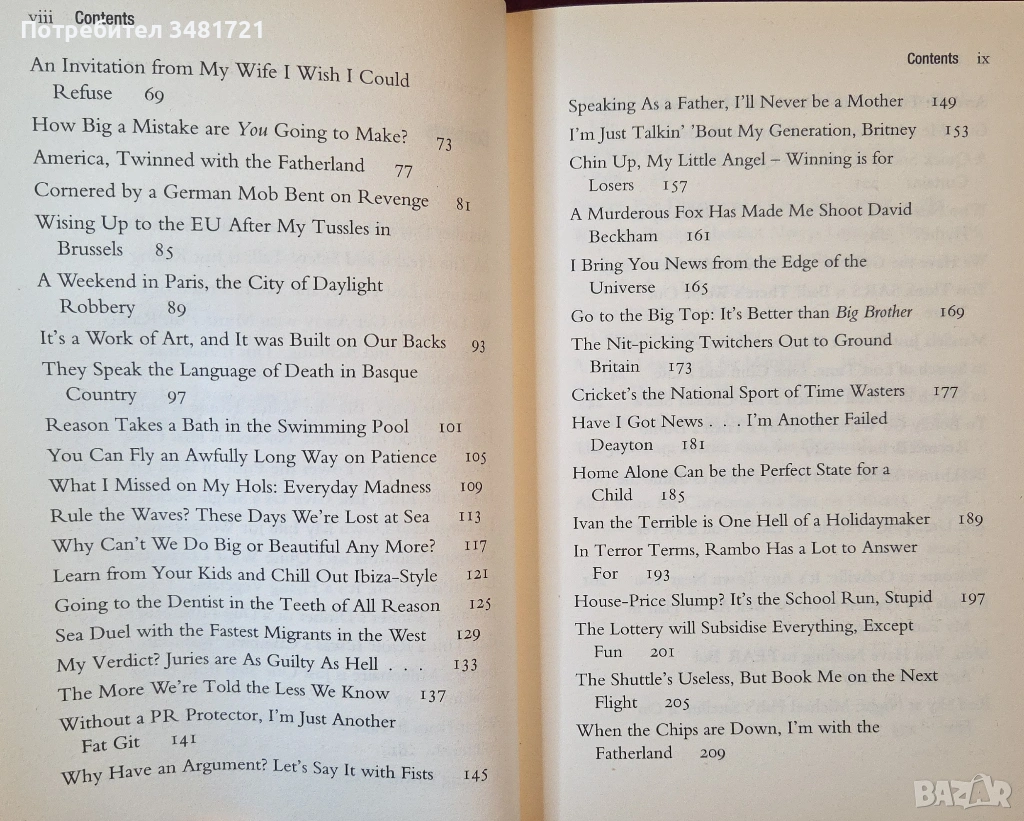 viii Contents
Потребител 3481721
An Invitation from My Wife I Wish I Could
Refuse 69
How Big a Mistake are You Going to Make? 73
America, Twinned with the Fatherland 77
Cornered by a German Mob Bent on Revenge 81
Wising Up to the EU After My Tussles in
Brussels 85
A Weekend in Paris, the City of Daylight
Robbery 89
It's a Work of Art, and It was Built on Our Backs 93
They Speak the Language of Death in Basque
Country 97
Reason Takes a Bath in the Swimming Pool 101
You Can Fly an Awfully Long Way on Patience 105
What I Missed on My Hols: Everyday Madness 109
Rule the Waves? These Days We're Lost at Sea 113
Why Can't We Do Big or Beautiful Any More? 117
Learn from Your Kids and Chill Out Ibiza-Style 121
Going to the Dentist in the Teeth of All Reason 125
Sea Duel with the Fastest Migrants in the West 129
My Verdict? Juries are As Guilty As Hell . . . 133
The More We're Told the Less We Know 137
Without a PR Protector, I'm Just Another
Fat Git 141
Why Have an Argument? Let's Say It with Fists 145
Contents ix
Speaking As a Father, I'll Never be a Mother 149
I'm Just Talkin' 'Bout My Generation, Britney 153
Chin Up, My Little Angel – Winning is for
Losers 157
A Murderous Fox Has Made Me Shoot David
Beckham 161
I Bring You News from the Edge of the
Universe 165
Go to the Big Top: It's Better than Big Brother 169
The Nit-picking Twitchers Out to Ground
Britain 173
Cricket's the National Sport of Time Wasters 177
Have I Got News . . . I'm Another Failed
Deayton 181
Home Alone Can be the Perfect State for a
Child 185
Ivan the Terrible is One Hell of a Holidaymaker 189
In Terror Terms, Rambo Has a Lot to Answer
For 193
House-Price Slump? It's the School Run, Stupid 197
The Lottery will Subsidise Everything, Except
Fun 201
The Shuttle's Useless, But Book Me on the Next
Flight 205
When the Chips are Down, I'm with the
Fatherland 209
BAZAR